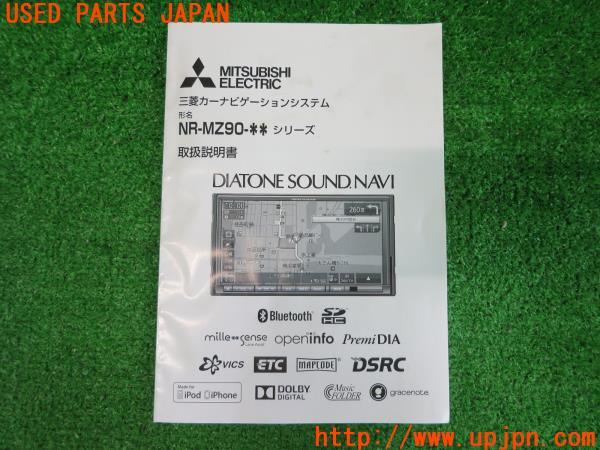 USED PARTS JAPAN
MITSUBISHI
ELECTRIC
三菱カーナビゲーションシステム
形名
NR-MZ90-** シリーズ
取扱説明書
DIATONE SOUND.NAVI
260
Bluetooth® SD HC
mille sense openinfo PremiDIA
VICS ETC MAPCODE® DSRC
Made for
iPod iPhone DOLBY DIGITAL Music FOLDER gracenote
http://www.upjpn.com